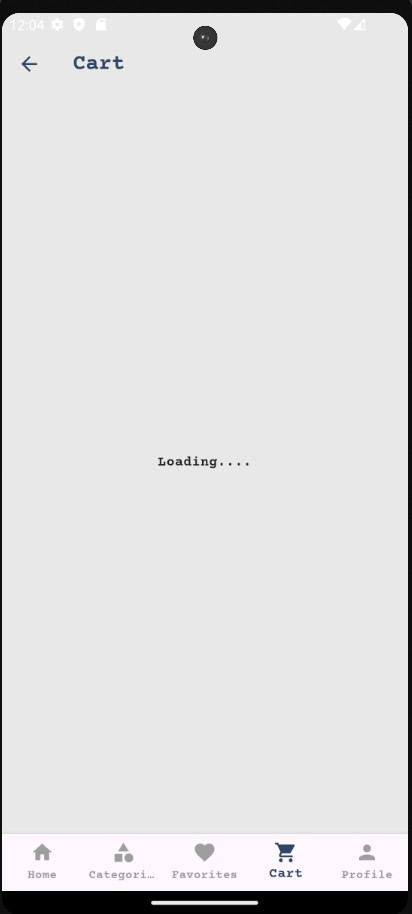 12:04
Cart
Loading....
Home
Categori…
Favorites
Cart
Profile